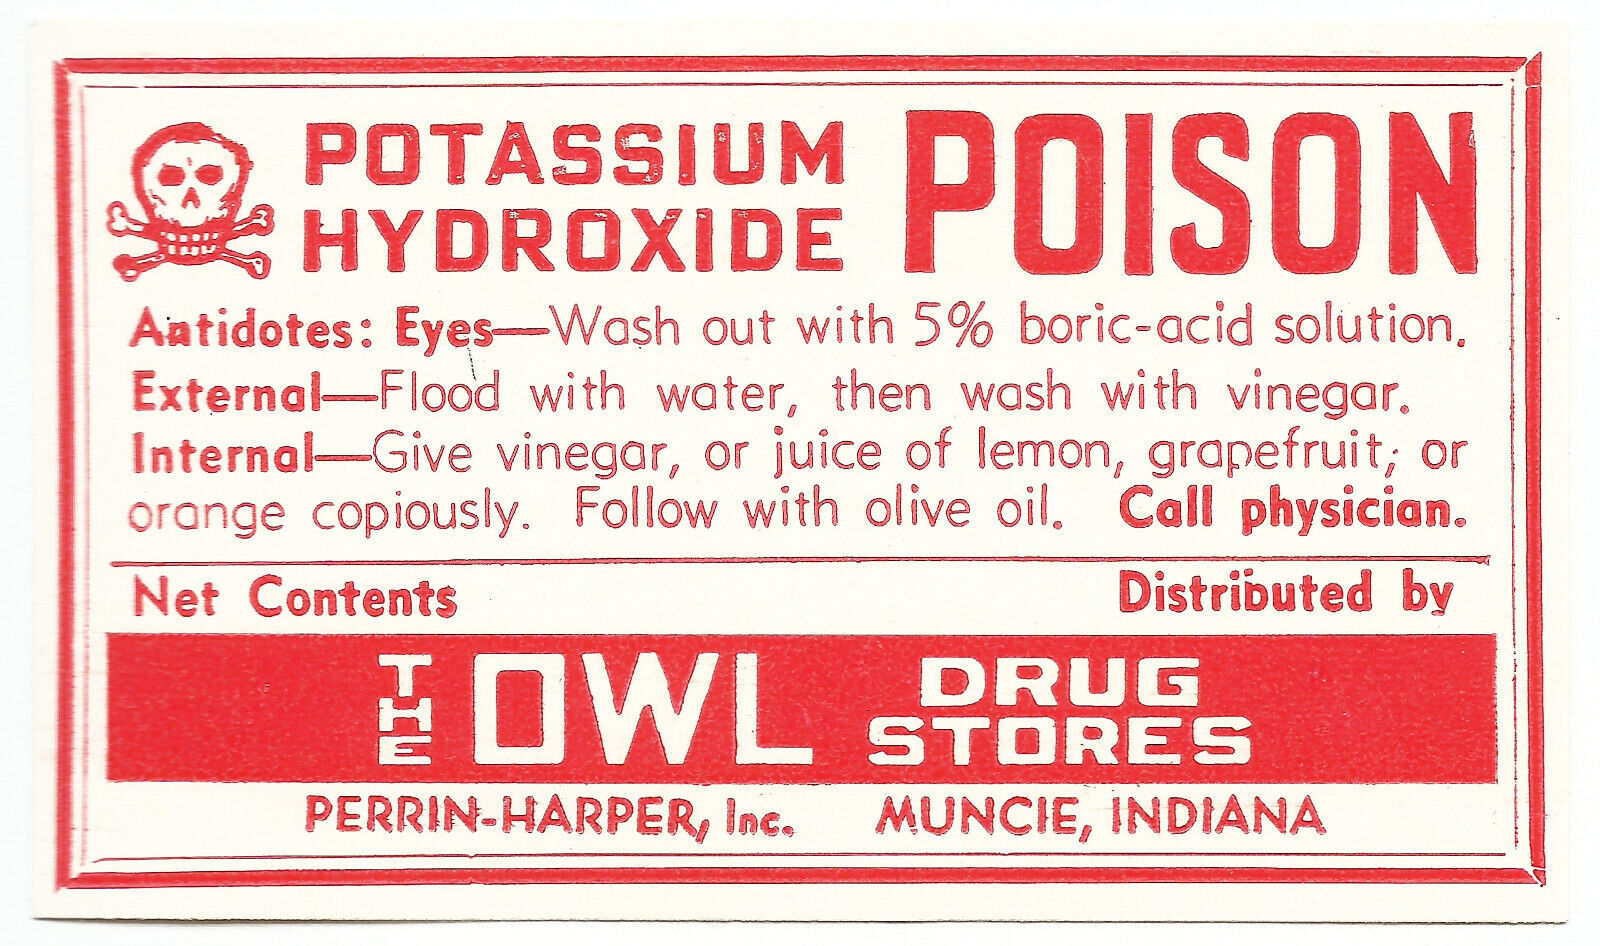 POTASSIUM HYDROXIDE POISON
Antidotes: Eyes—Wash out with 5% boric-acid solution.
External—Flood with water, then wash with vinegar.
Internal—Give vinegar, or juice of lemon, grapefruit, or
orange copiously. Follow with olive oil. Call physician.
Net Contents Distributed by
THE OWL DRUG STORES
PERRIN-HARPER, Inc. MUNCIE, INDIANA